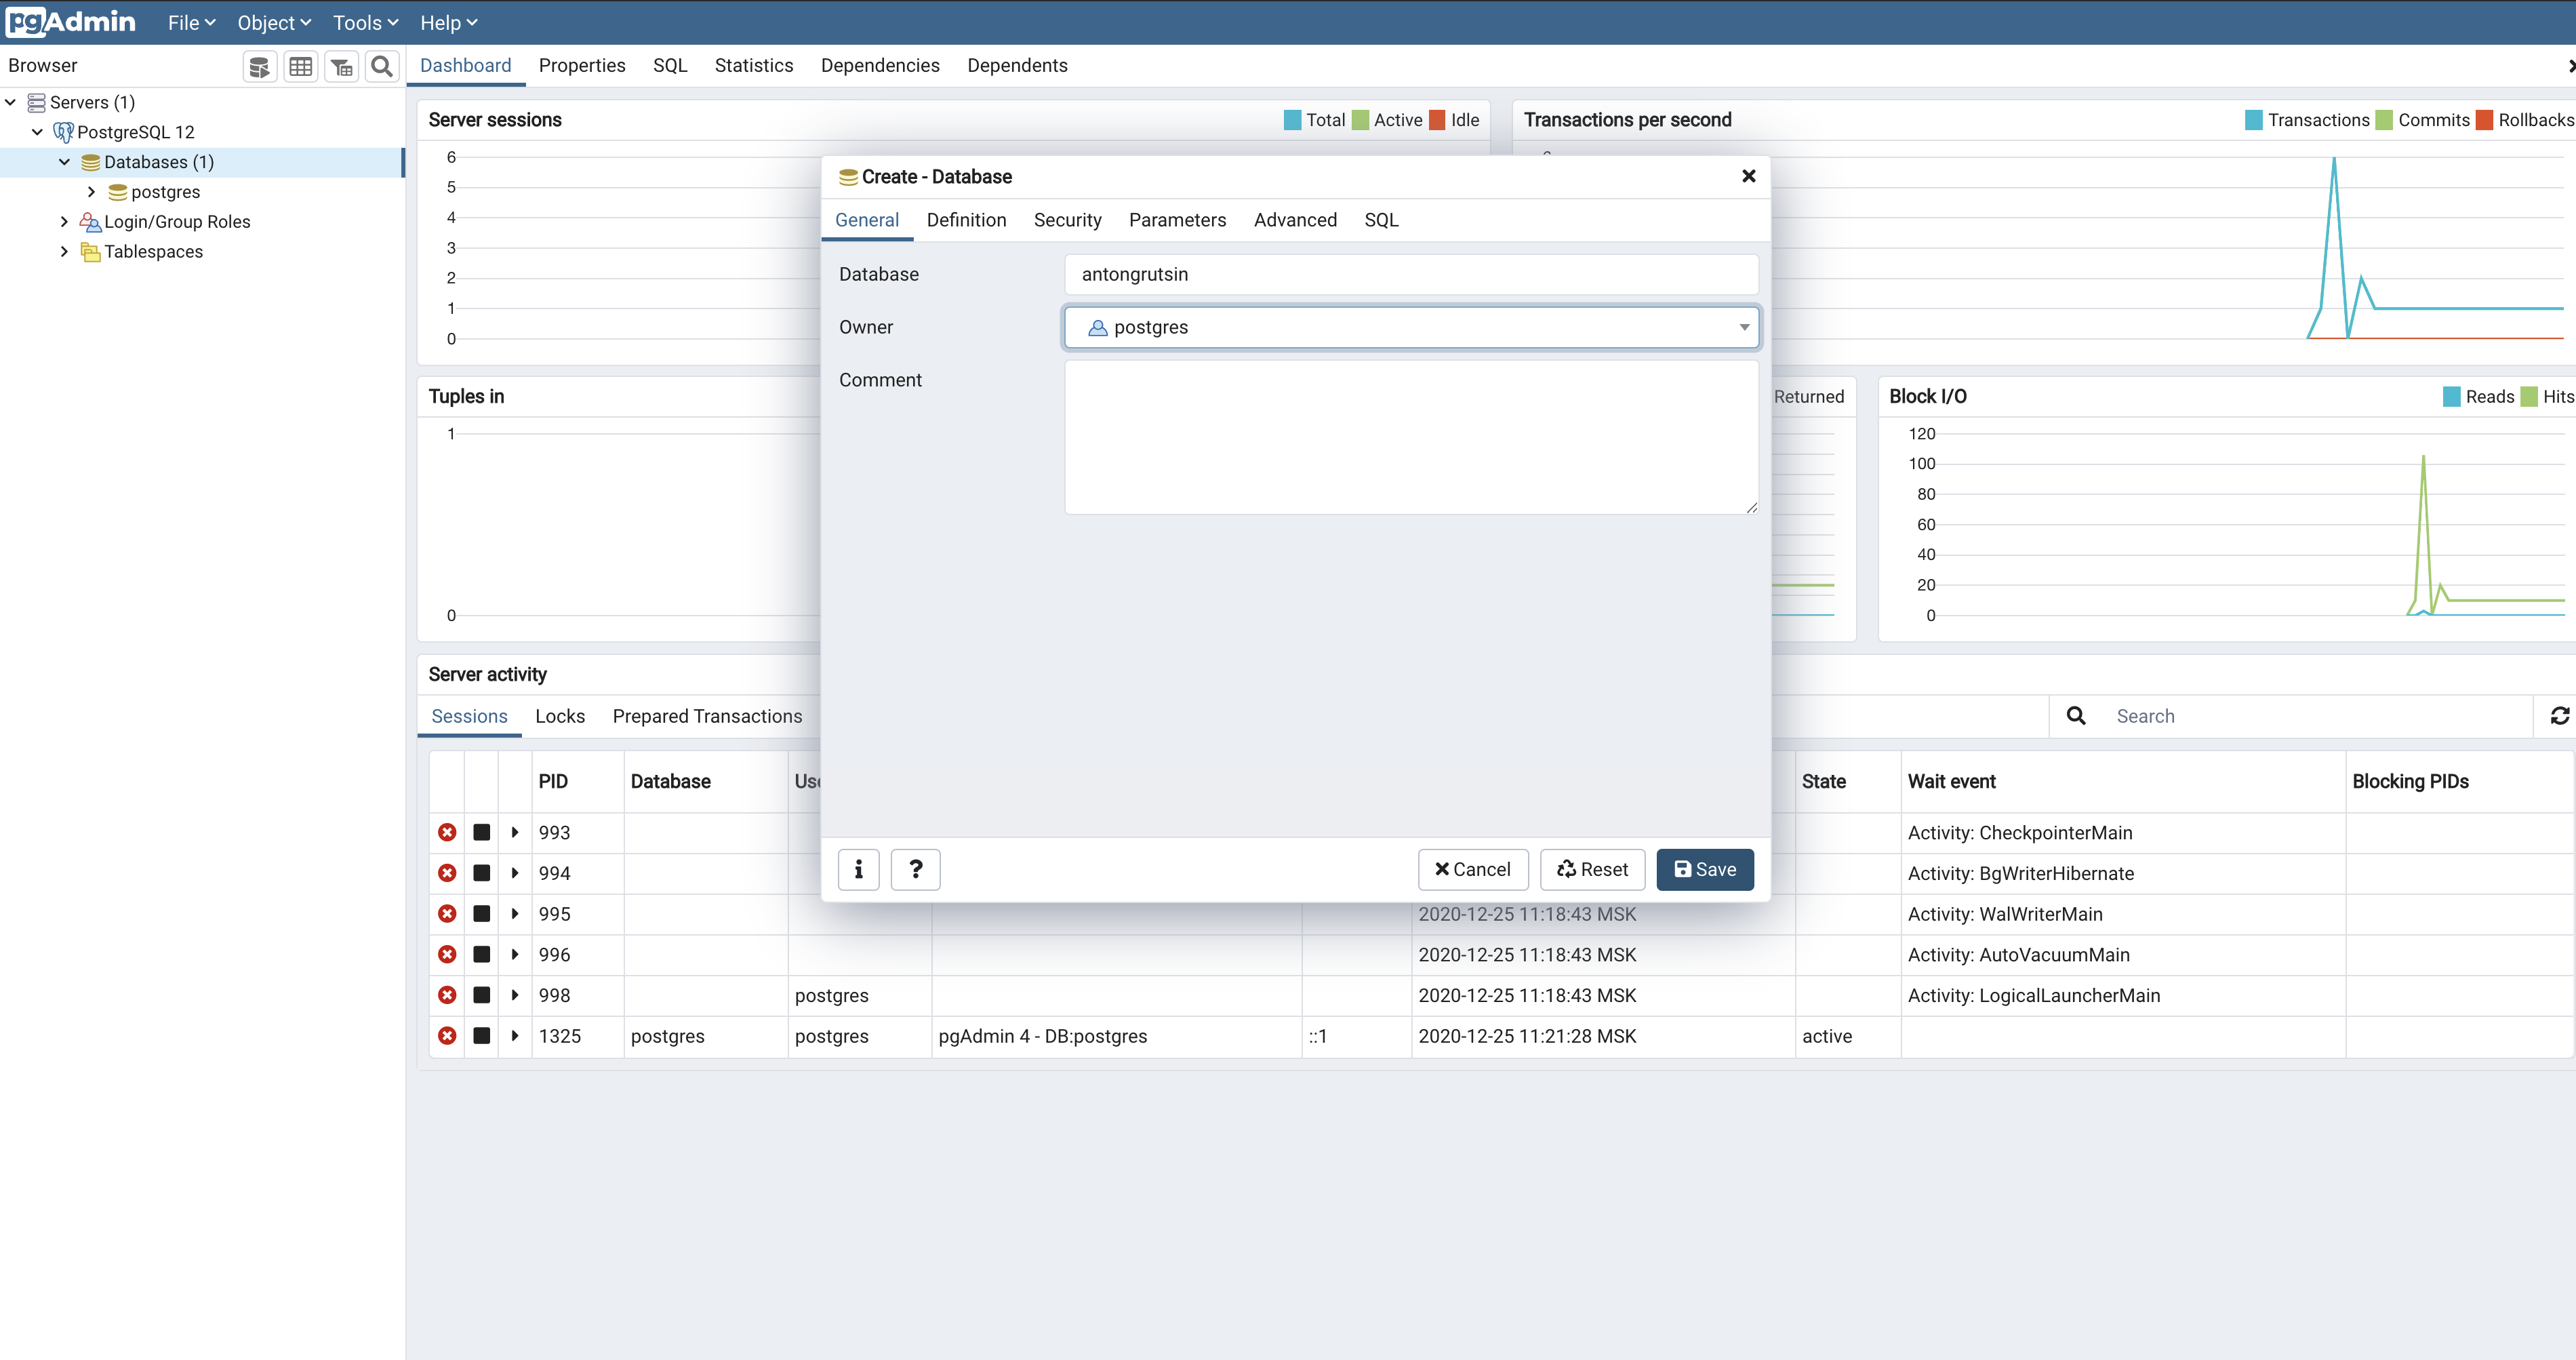 pgAdmin File Object Tools Help
Browser
Dashboard Properties SQL Statistics Dependencies Dependents
Servers (1)
PostgreSQL 12
Databases (1)
postgres
Login/Group Roles
Tablespaces
Server sessions
Total Active Idle
6
5
4
3
2
1
0
Transactions per second
Transactions Commits Rollbacks
Create - Database
General Definition Security Parameters Advanced SQL
Database antongrutsin
Owner postgres
Comment
Cancel Reset Save
Tuples in
1
0
Returned
Block I/O
Reads Hits
120
100
80
60
40
20
0
Server activity
Sessions Locks Prepared Transactions
Search
PID Database State Wait event Blocking PIDs
993 Activity: CheckpointerMain
994 Activity: BgWriterHibernate
995 2020-12-25 11:18:43 MSK Activity: WalWriterMain
996 2020-12-25 11:18:43 MSK Activity: AutoVacuumMain
998 postgres 2020-12-25 11:18:43 MSK Activity: LogicalLauncherMain
1325 postgres postgres pgAdmin 4 - DB:postgres ::1 2020-12-25 11:21:28 MSK active